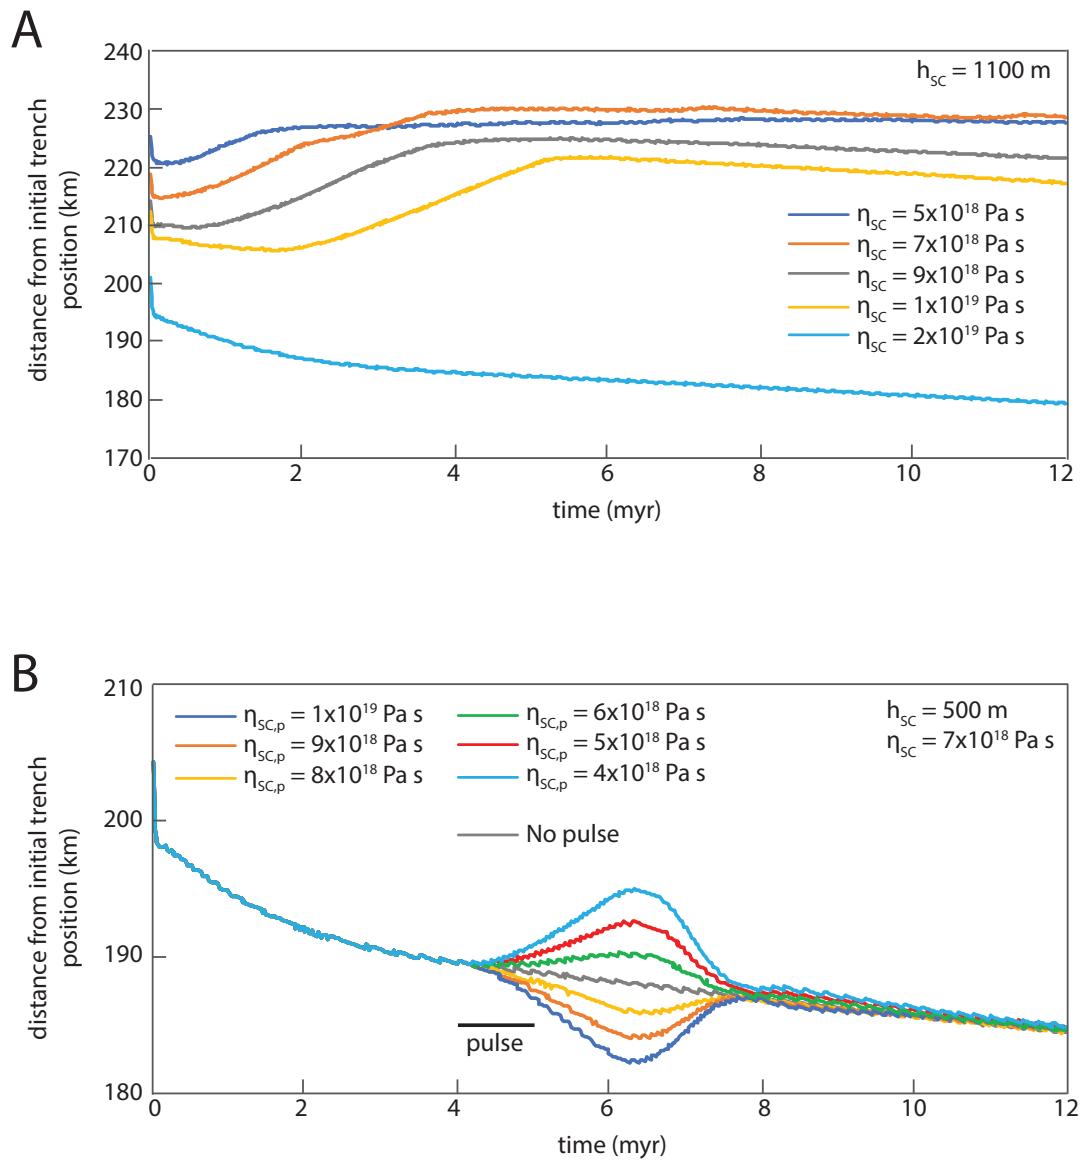 A
240
230
220
210
200
190
180
170
distance from initial trench
position (km)
h_SC = 1100 m
η_SC = 5x10^18 Pa s
η_SC = 7x10^18 Pa s
η_SC = 9x10^18 Pa s
η_SC = 1x10^19 Pa s
η_SC = 2x10^19 Pa s
0 2 4 6 8 10 12
time (myr)
B
210
200
190
180
distance from initial trench
position (km)
η_SC,p = 1x10^19 Pa s
η_SC,p = 9x10^18 Pa s
η_SC,p = 8x10^18 Pa s
η_SC,p = 6x10^18 Pa s
η_SC,p = 5x10^18 Pa s
η_SC,p = 4x10^18 Pa s
No pulse
h_SC = 500 m
η_SC = 7x10^18 Pa s
pulse
0 2 4 6 8 10 12
time (myr)